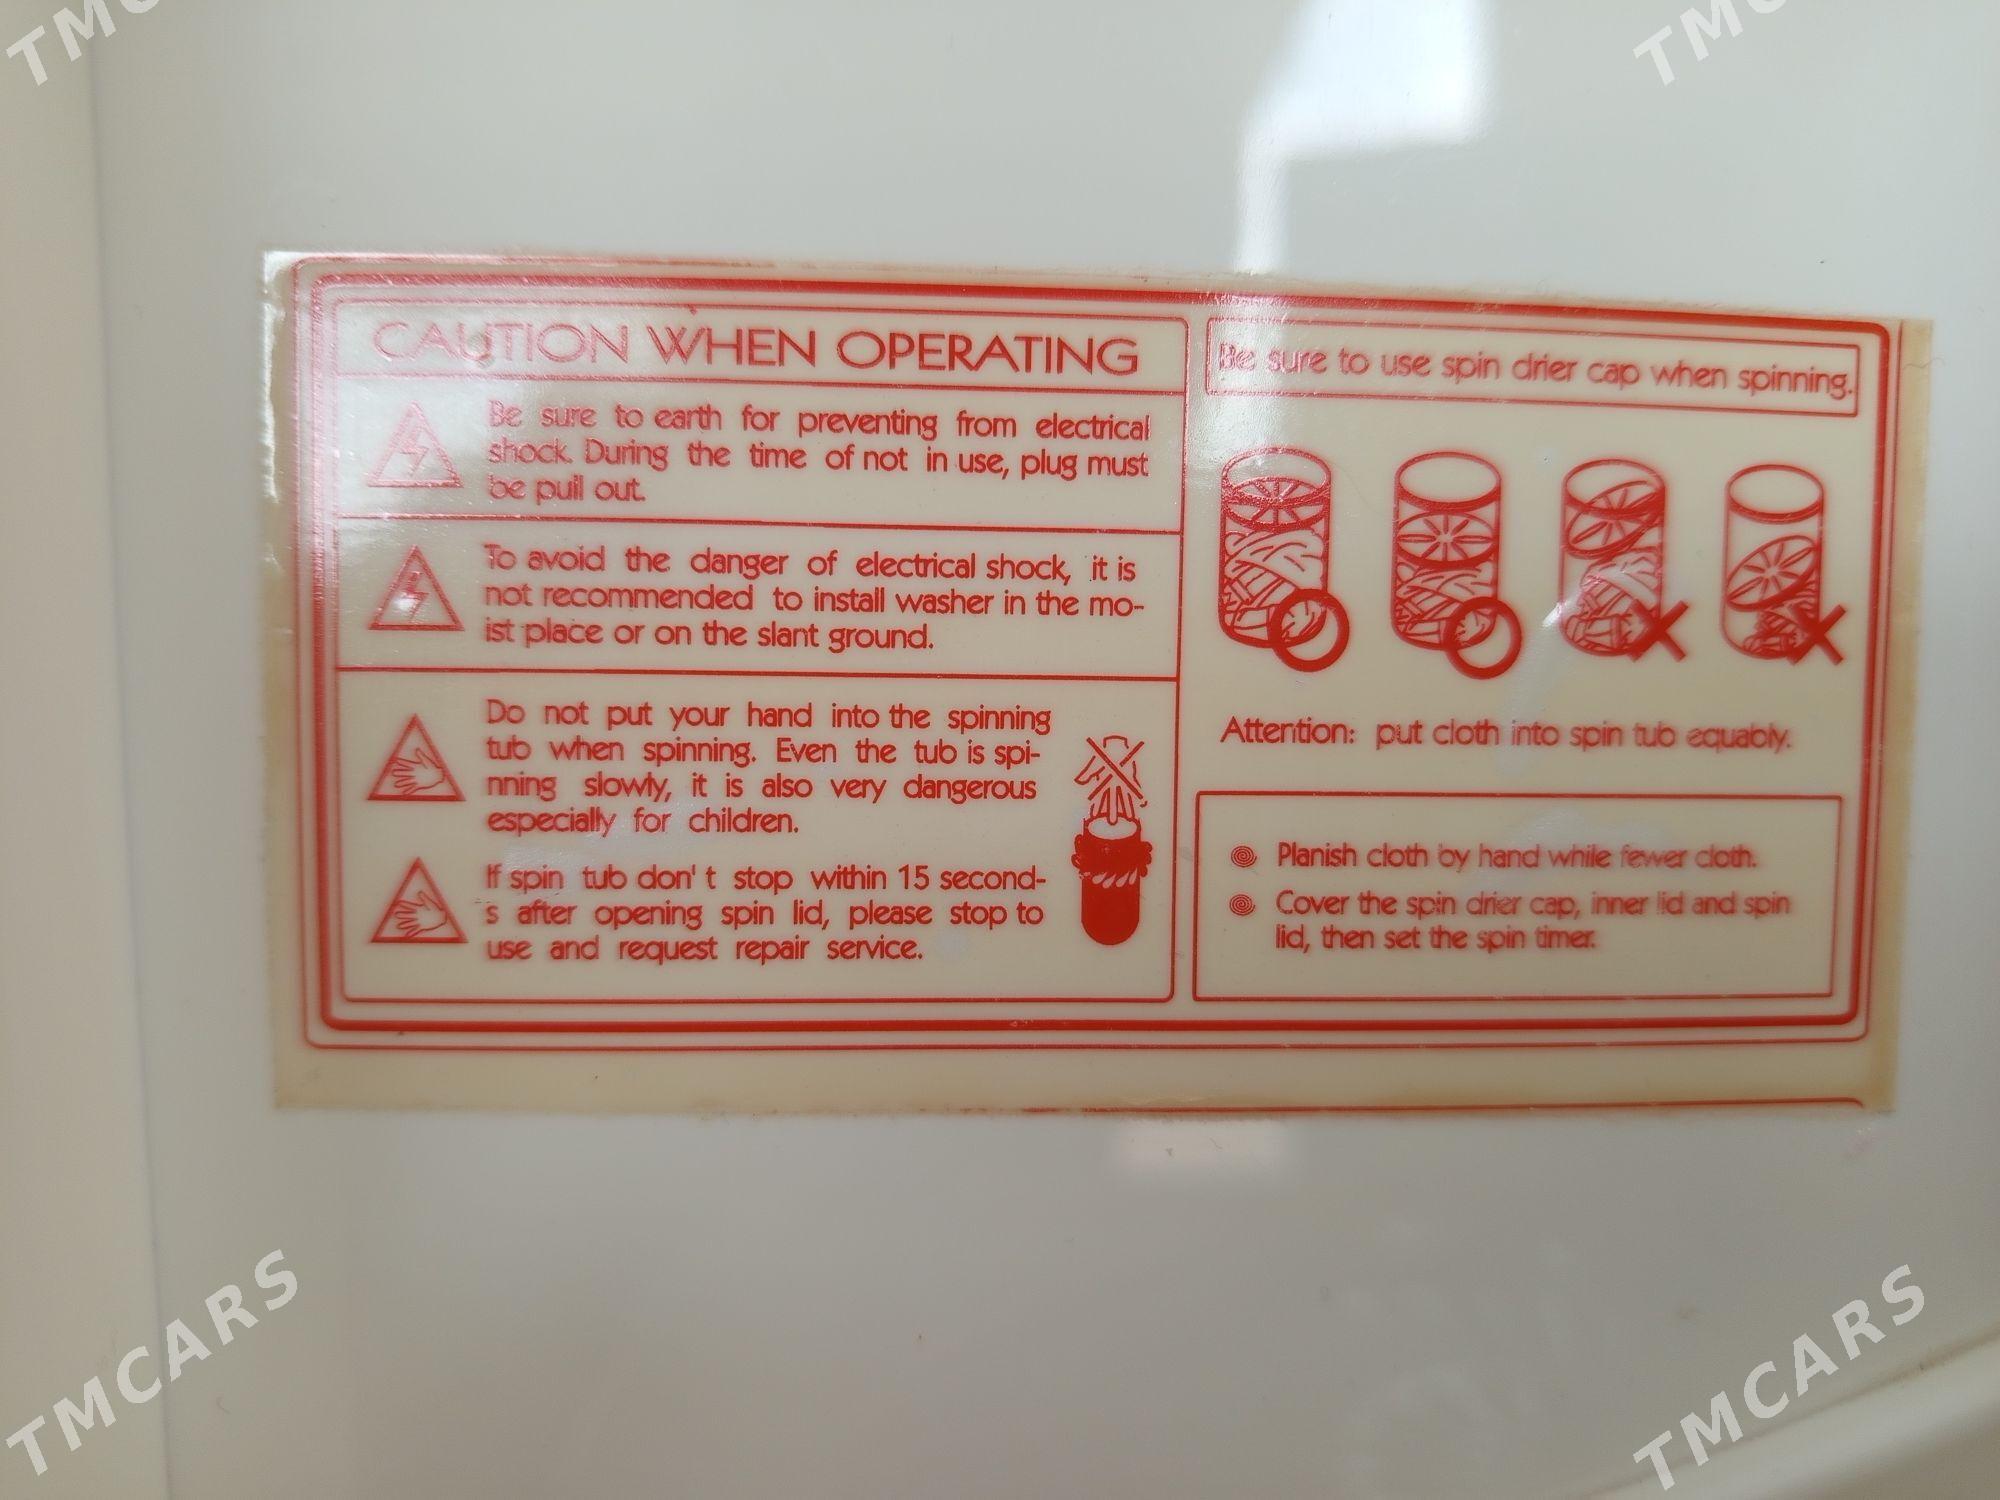 CAUTION WHEN OPERATING
Be sure to earth for preventing from electrical
shock. During the time of not in use, plug must
be pull out.
To avoid the danger of electrical shock, it is
not recommended to install washer in the mo-
ist place or on the slant ground.
Do not put your hand into the spinning
tub when spinning. Even the tub is spi-
nning slowly, it is also very dangerous
especially for children.
If spin tub don't stop within 15 second-
s after opening spin lid, please stop to
use and request repair service.
Be sure to use spin drier cap when spinning.
Attention: put cloth into spin tub equably.
Planish cloth by hand while fewer cloth.
Cover the spin drier cap, inner lid and spin
lid, then set the spin timer.
TMC
TMC
TMCARS
TMCARS